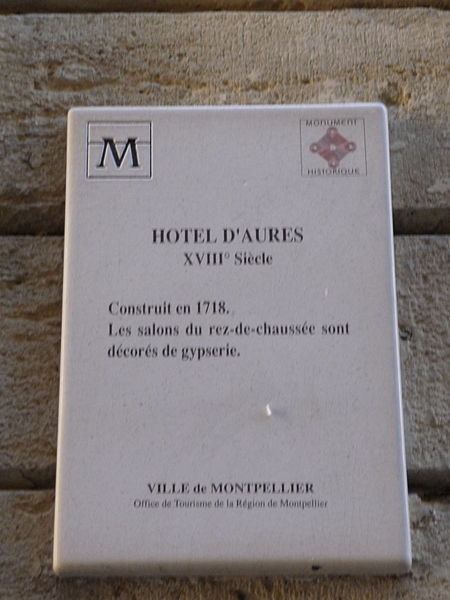 M
MONUMENT
HISTORIQUE
HOTEL D'AURES
XVIII° Siècle
Construit en 1718.
Les salons du rez-de-chaussée sont
décorés de gypserie.
VILLE de MONTPELLIER
Office de Tourisme de la Région de Montpellier